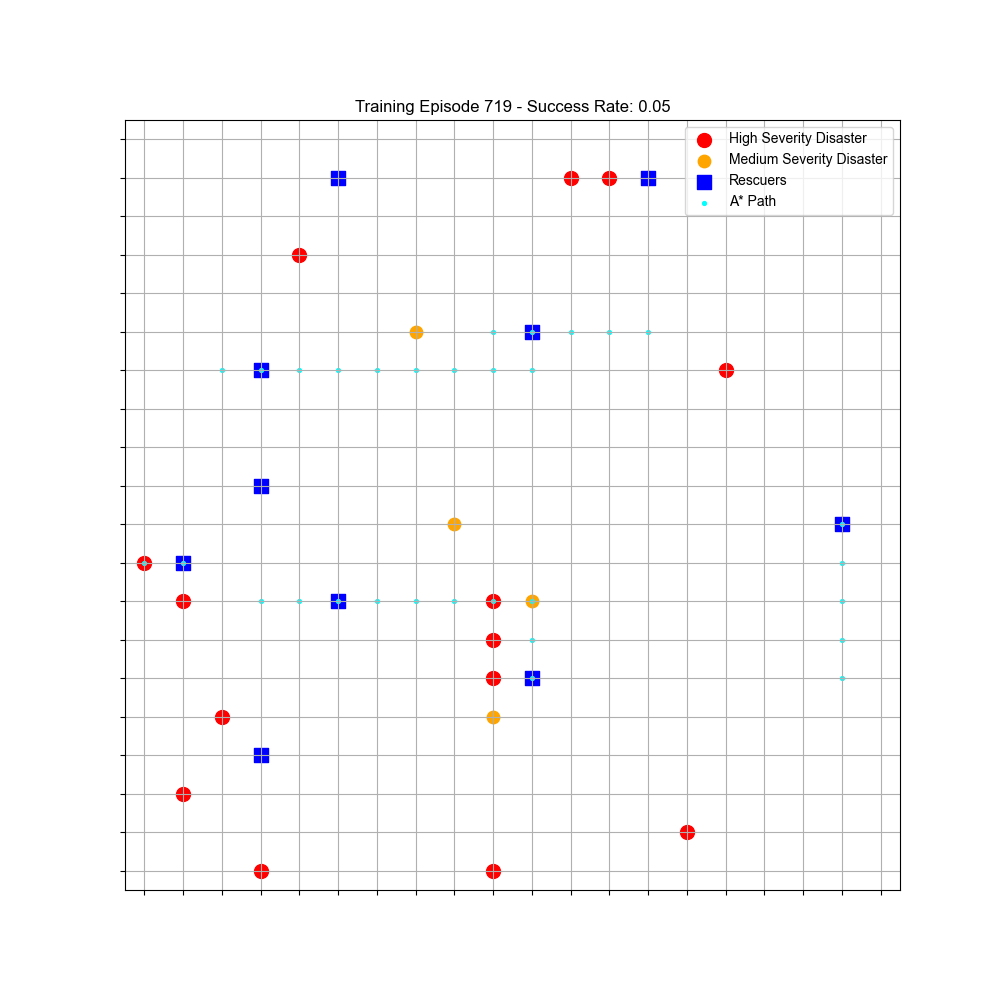 Training Episode 719 - Success Rate: 0.05
High Severity Disaster
Medium Severity Disaster
Rescuers
A* Path